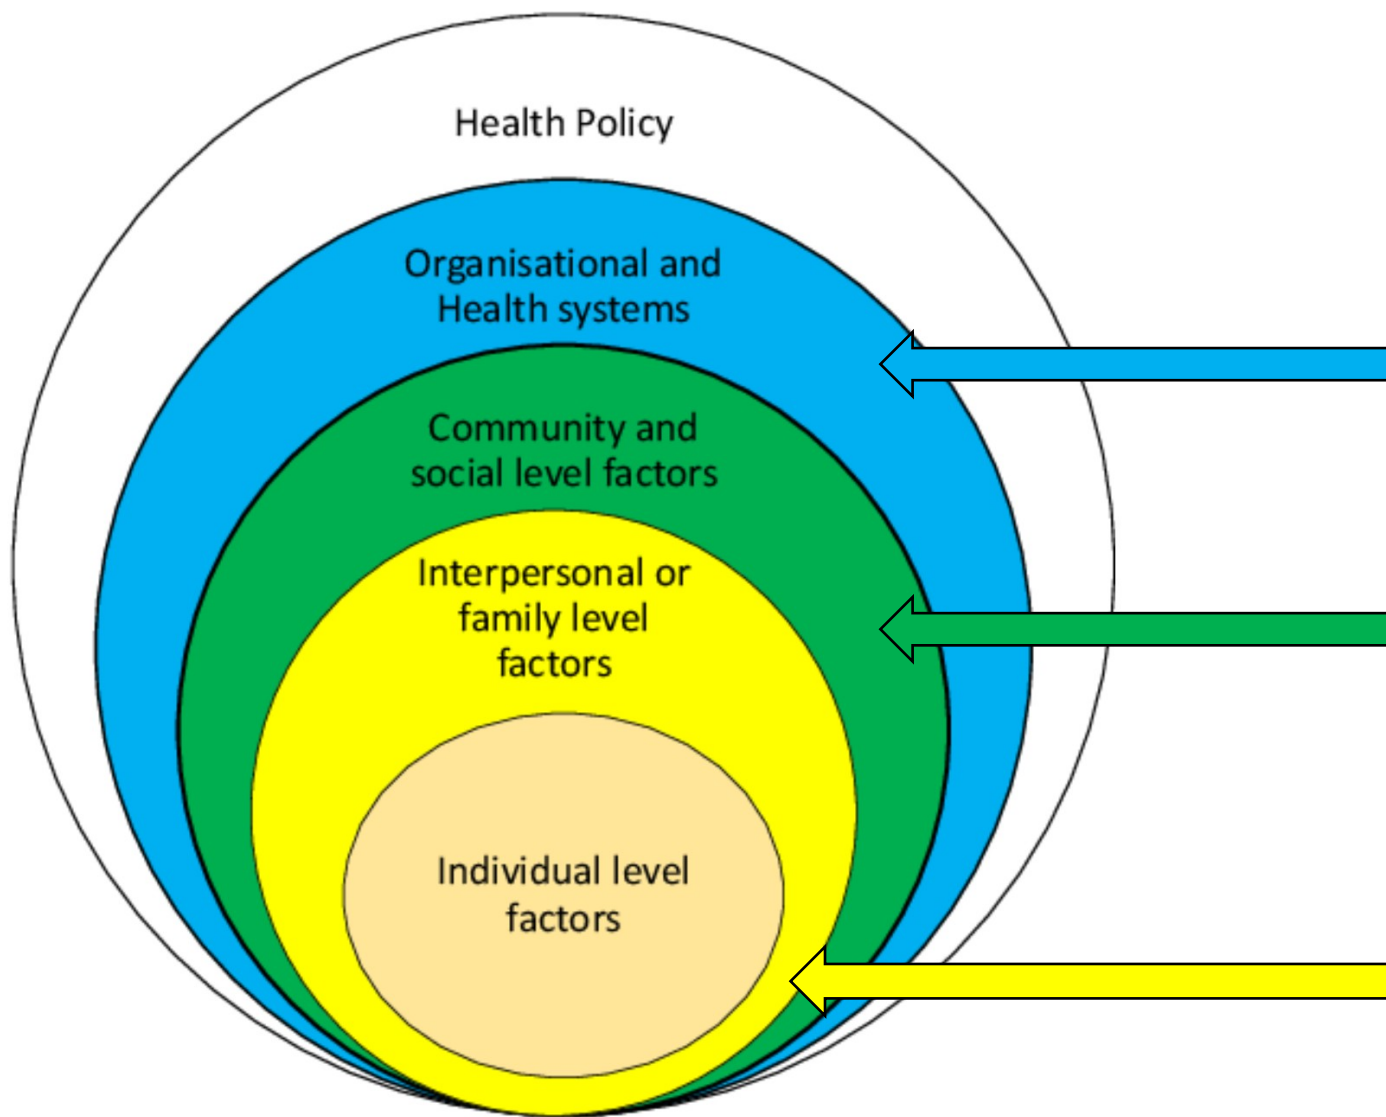 Health Policy
Organisational and
Health systems
Community and
social level factors
Interpersonal or
family level
factors
Individual level
factors